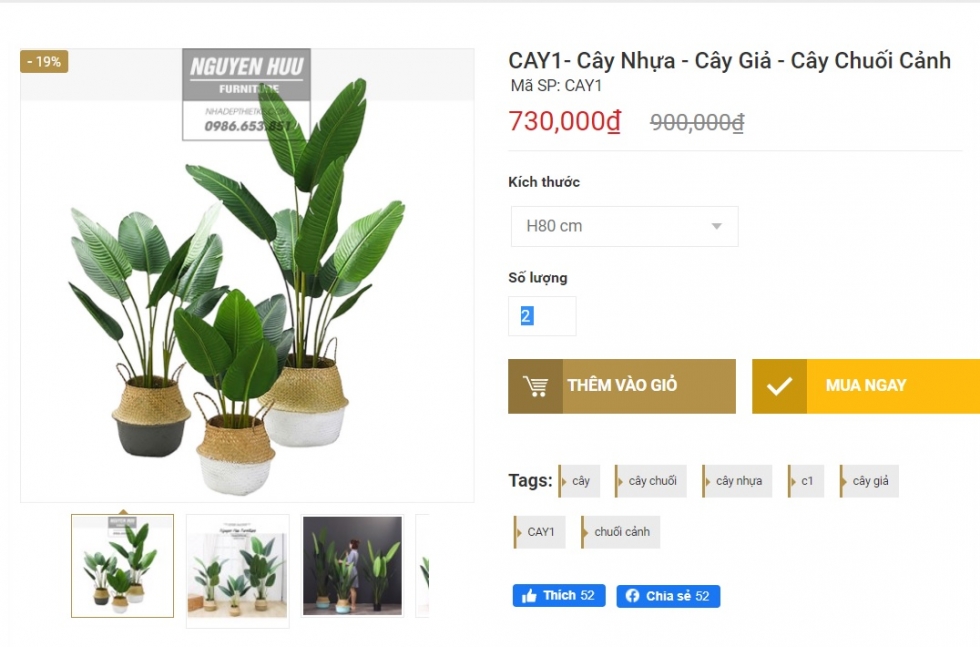 - 19%
NGUYEN HUU
FURNITURE
0986.653.851
CAY1- Cây Nhựa - Cây Giả - Cây Chuối Cảnh
Mã SP: CAY1
730,000₫ 900,000₫
Kích thước
H80 cm
Số lượng
2
THÊM VÀO GIỎ MUA NGAY
Tags: cây cây chuối cây nhựa c1 cây giả
CAY1 chuối cảnh
Thích 52 Chia sẻ 52